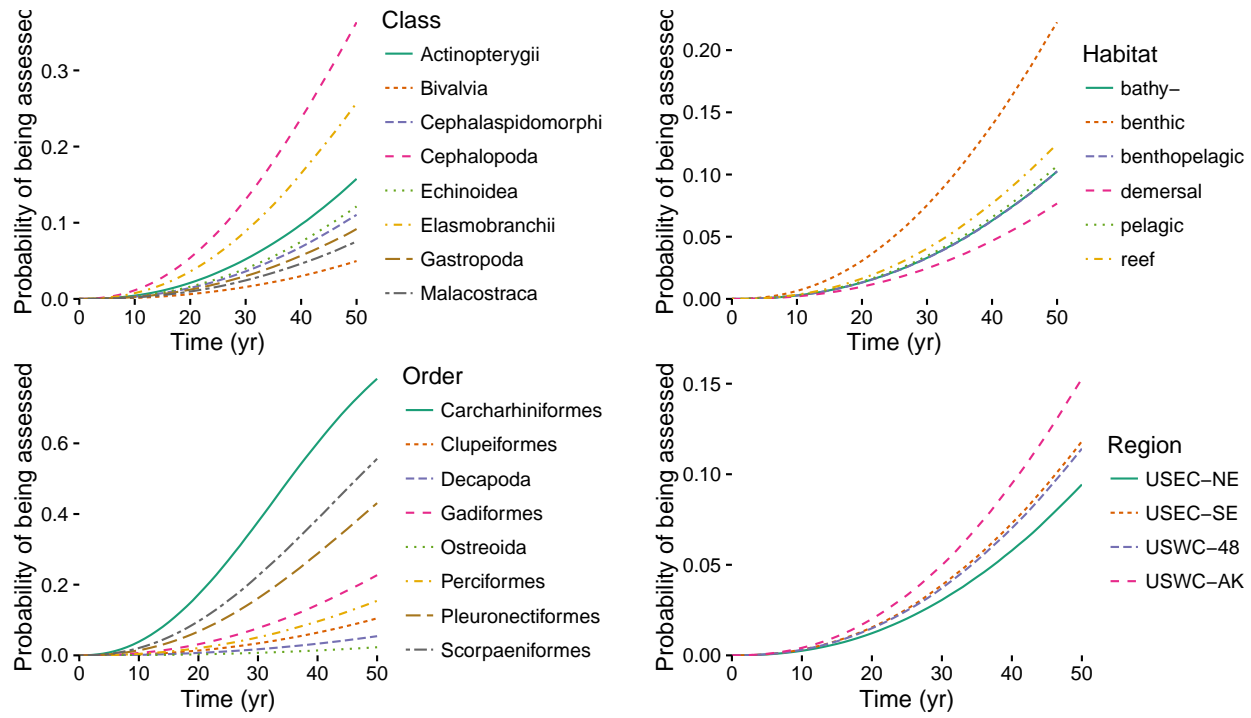 Probability of being assessed
0.3
0.2
0.1
0.0
0 10 20 30 40 50
Time (yr)
Class
Actinopterygii
Bivalvia
Cephalaspidomorphi
Cephalopoda
Echinoidea
Elasmobranchii
Gastropoda
Malacostraca
Probability of being assessed
0.20
0.15
0.10
0.05
0.00
0 10 20 30 40 50
Time (yr)
Habitat
bathy−
benthic
benthopelagic
demersal
pelagic
reef
Probability of being assessed
0.6
0.4
0.2
0.0
0 10 20 30 40 50
Time (yr)
Order
Carcharhiniformes
Clupeiformes
Decapoda
Gadiformes
Ostreoida
Perciformes
Pleuronectiformes
Scorpaeniformes
Probability of being assessed
0.15
0.10
0.05
0.00
0 10 20 30 40 50
Time (yr)
Region
USEC−NE
USEC−SE
USWC−48
USWC−AK